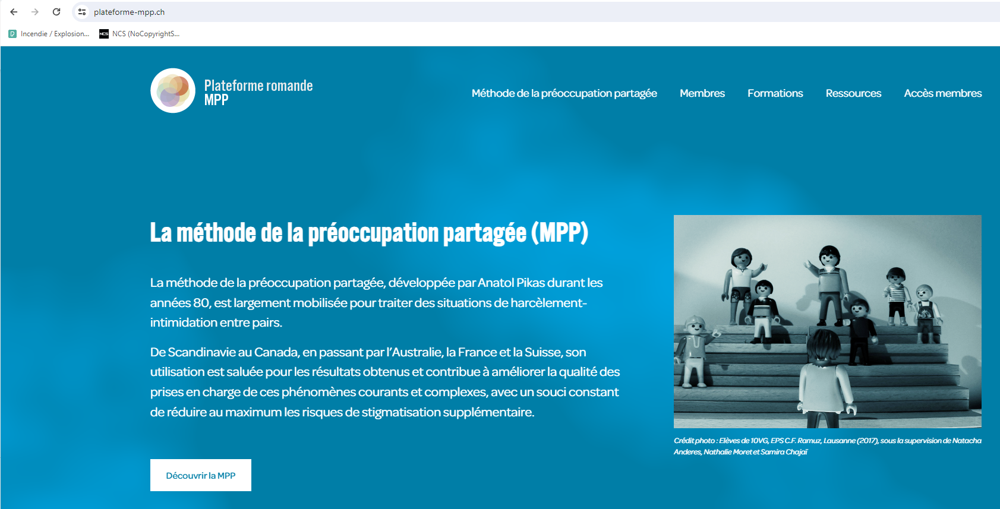 plateforme-mpp.ch
Incendie / Explosion...
NCS
NCS (NoCopyrightS...
Plateforme romande
MPP
Méthode de la préoccupation partagée
Membres
Formations
Ressources
Accès membres
La méthode de la préoccupation partagée (MPP)
La méthode de la préoccupation partagée, développée par Anatol Pikas durant les
années 80, est largement mobilisée pour traiter des situations de harcèlement-
intimidation entre pairs.
De Scandinavie au Canada, en passant par l’Australie, la France et la Suisse, son
utilisation est saluée pour les résultats obtenus et contribue à améliorer la qualité des
prises en charge de ces phénomènes courants et complexes, avec un souci constant
de réduire au maximum les risques de stigmatisation supplémentaire.
Crédit photo : Elèves de 10VG, EPS C.F. Ramuz, Lausanne (2017), sous la supervision de Natacha
Anderes, Nathalie Moret et Samira Chajaï
Découvrir la MPP